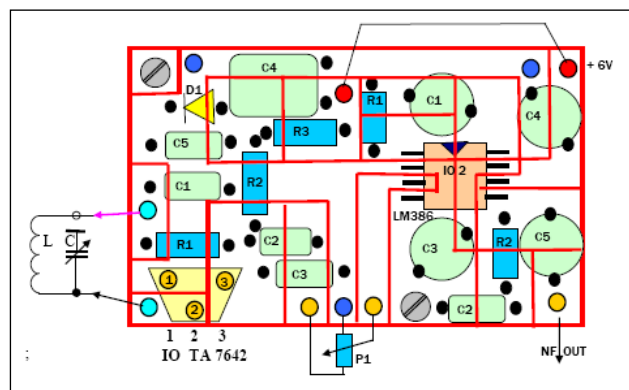 + 6V
C4
D1
R1
C1
C4
R3
C5
IO 2
R2
C1
LM386
L
C
R1
C2
C3
R2
C5
C3
1
3
2
C2
1 2 3
P1
NF OUT
;
IO TA 7642